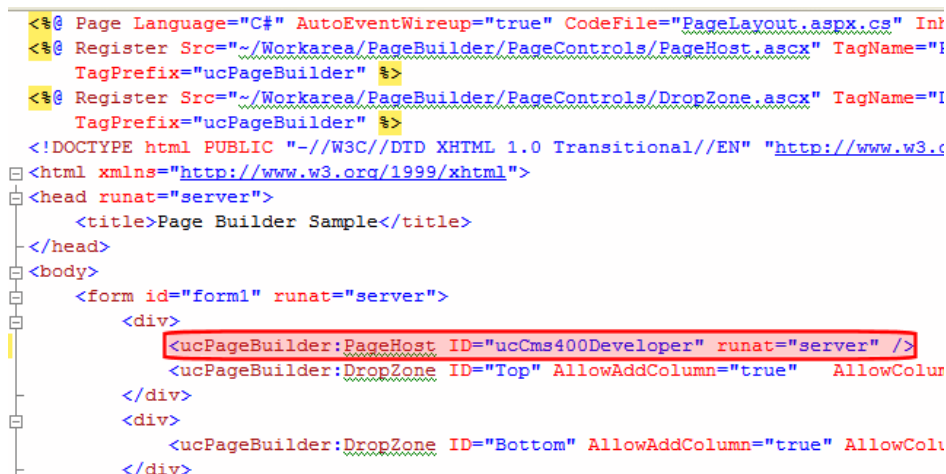 <%@ Page Language="C#" AutoEventWireup="true" CodeFile="PageLayout.aspx.cs"
<%@ Register Src="~/Workarea/PageBuilder/PageControls/PageHost.ascx" TagName="
TagPrefix="ucPageBuilder" %>
<%@ Register Src="~/Workarea/PageBuilder/PageControls/DropZone.ascx" TagName="
TagPrefix="ucPageBuilder" %>
<!DOCTYPE html PUBLIC "-//W3C//DTD XHTML 1.0 Transitional//EN" "http://www.w3.
<html xmlns="http://www.w3.org/1999/xhtml">
<head runat="server">
<title>Page Builder Sample</title>
</head>
<body>
<form id="form1" runat="server">
<div>
<ucPageBuilder:PageHost ID="ucCms400Developer" runat="server" />
<ucPageBuilder:DropZone ID="Top" AllowAddColumn="true" AllowColum
</div>
<div>
<ucPageBuilder:DropZone ID="Bottom" AllowAddColumn="true" AllowColu
</div>